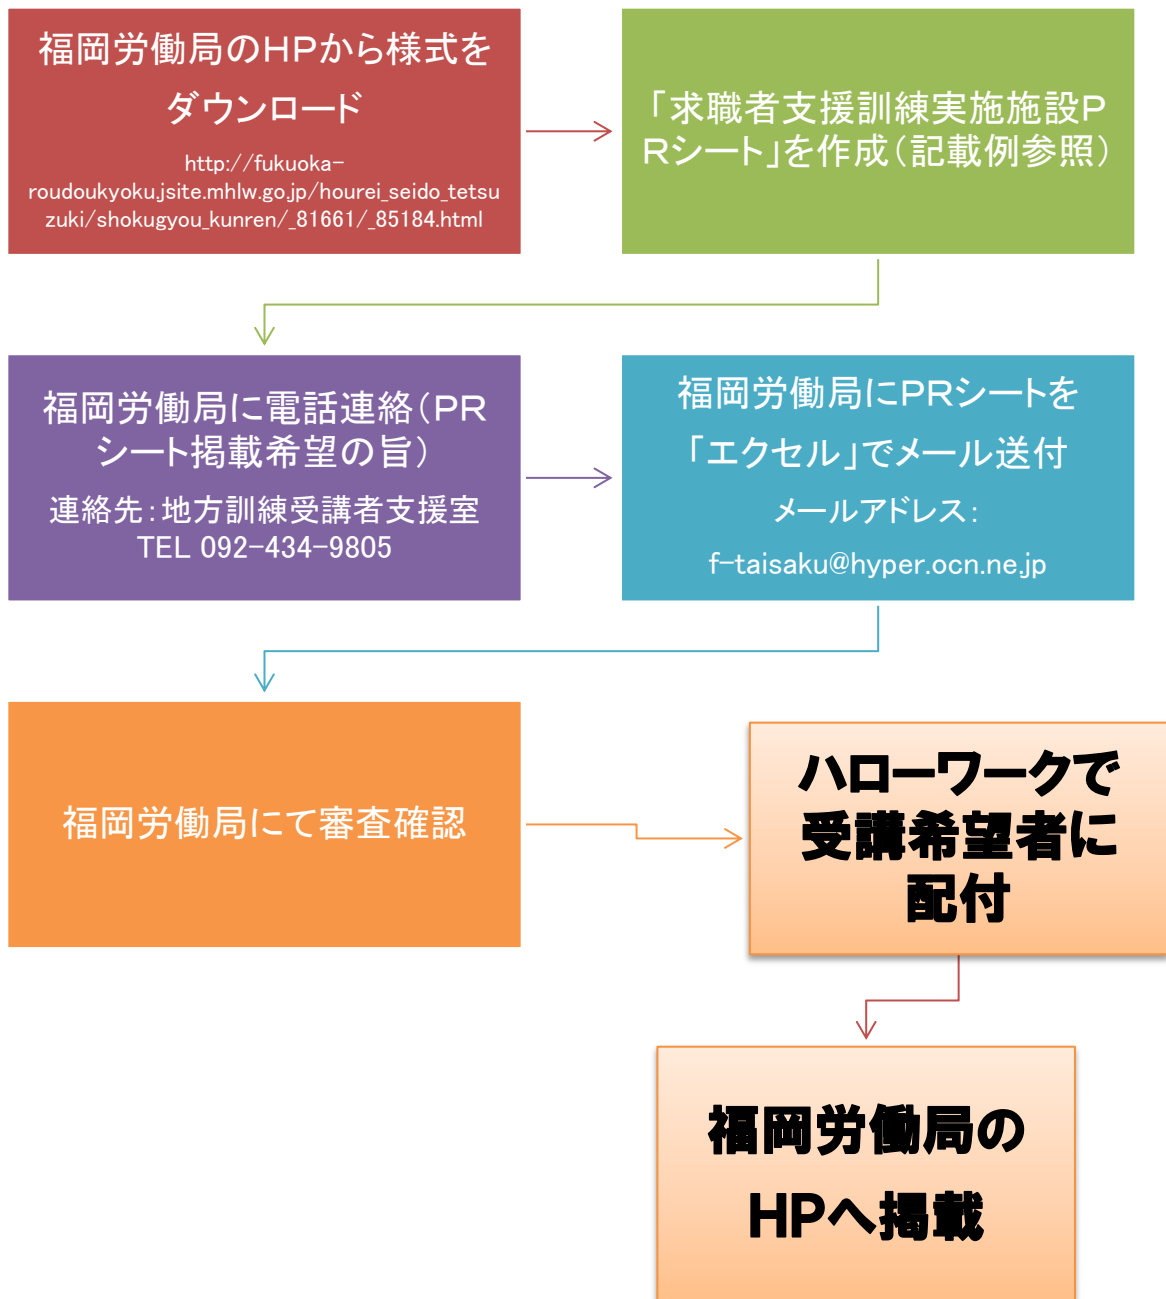 福岡労働局のHPから様式を
ダウンロード
http://fukuoka-
roudoukyoku.jsite.mhlw.go.jp/hourei_seido_tetsu
zuki/shokugyou_kunren/_81661/_85184.html
「求職者支援訓練実施施設P
Rシート」を作成(記載例参照)
福岡労働局に電話連絡(PR
シート掲載希望の旨)
連絡先:地方訓練受講者支援室
TEL 092-434-9805
福岡労働局にPRシートを
「エクセル」でメール送付
メールアドレス:
f-taisaku@hyper.ocn.ne.jp
福岡労働局にて審査確認
ハローワークで
受講希望者に
配付
福岡労働局の
HPへ掲載